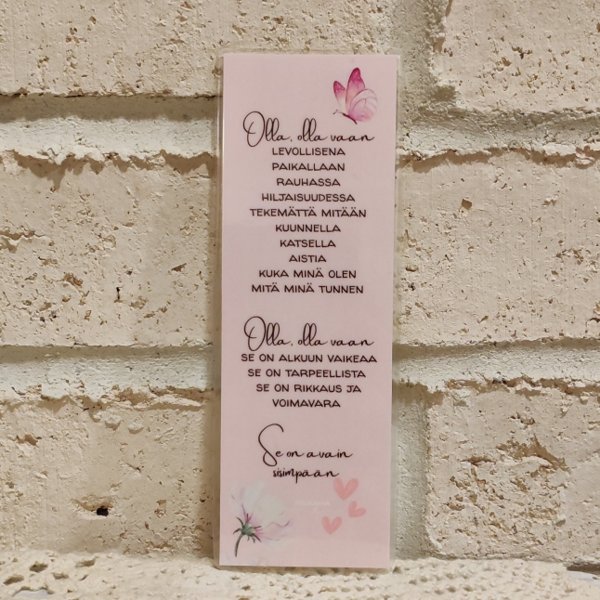 Olla, olla vaan
LEVOLLISENA
PAIKALLAAN
RAUHASSA
HILJAISUUDESSA
TEKEMÄTTÄ MITÄÄN
KUUNNELLA
KATSELLA
AISTIA
KUKA MINÄ OLEN
MITÄ MINÄ TUNNEN
Olla, olla vaan
SE ON ALKUUN VAIKEAA
SE ON TARPEELLISTA
SE ON RIKKAUS JA
VOIMAVARA
Se on avain
sisimpään